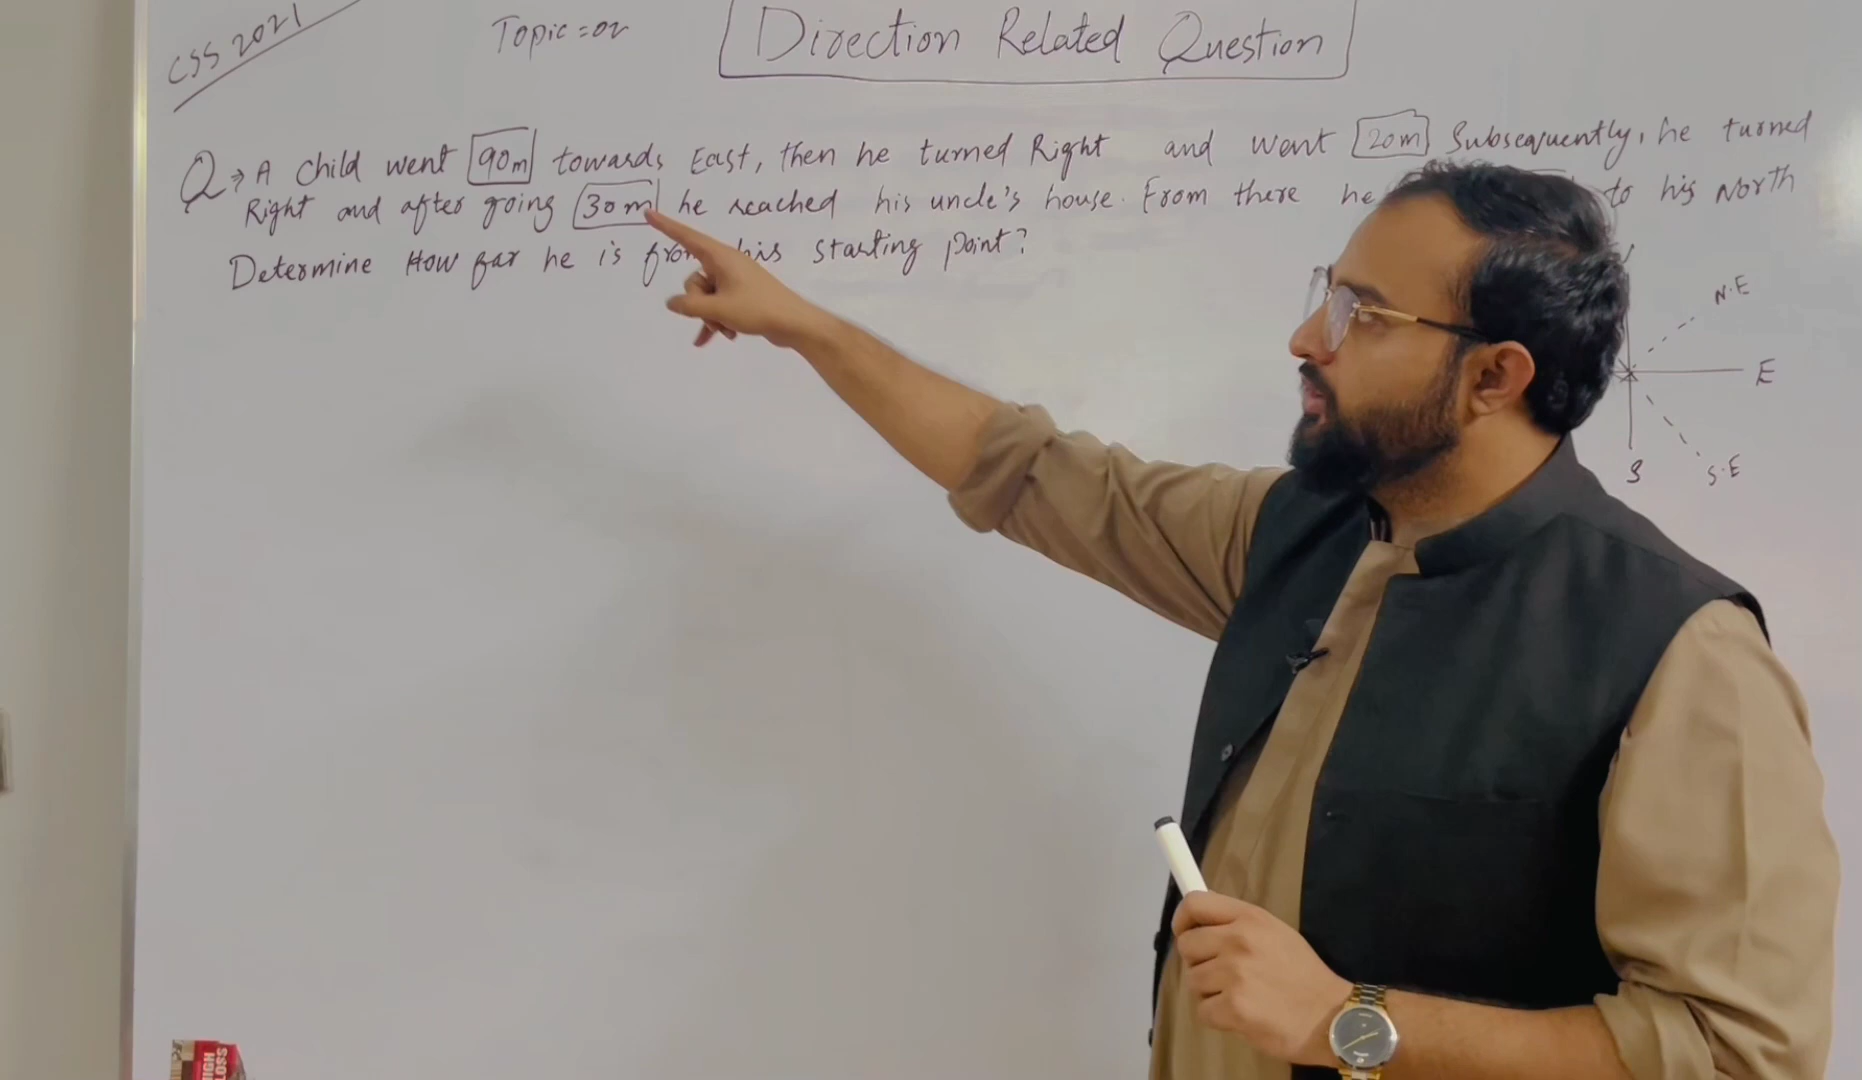 CSS 2021
Topic = 02
Direction Related Question
Q → A child went 90m towards East, then he turned Right and went 20m Subsequently, he turned
Right and after going 30m he reached his uncle's house. From there he to his North
Determine How far he is from his starting point?
N.E
E
S
S.E
HIGH